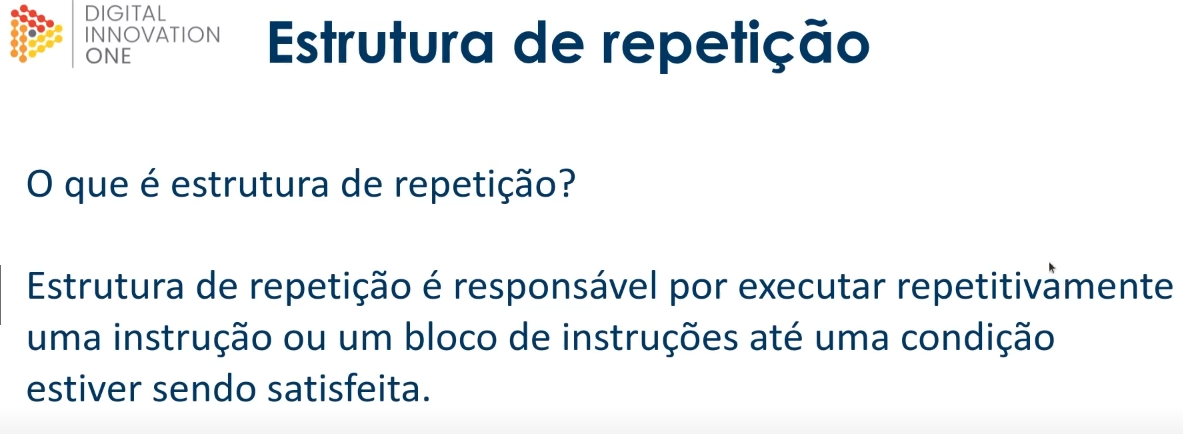 DIGITAL
INNOVATION
ONE
Estrutura de repetição
O que é estrutura de repetição?
Estrutura de repetição é responsável por executar repetitivamente
uma instrução ou um bloco de instruções até uma condição
estiver sendo satisfeita.